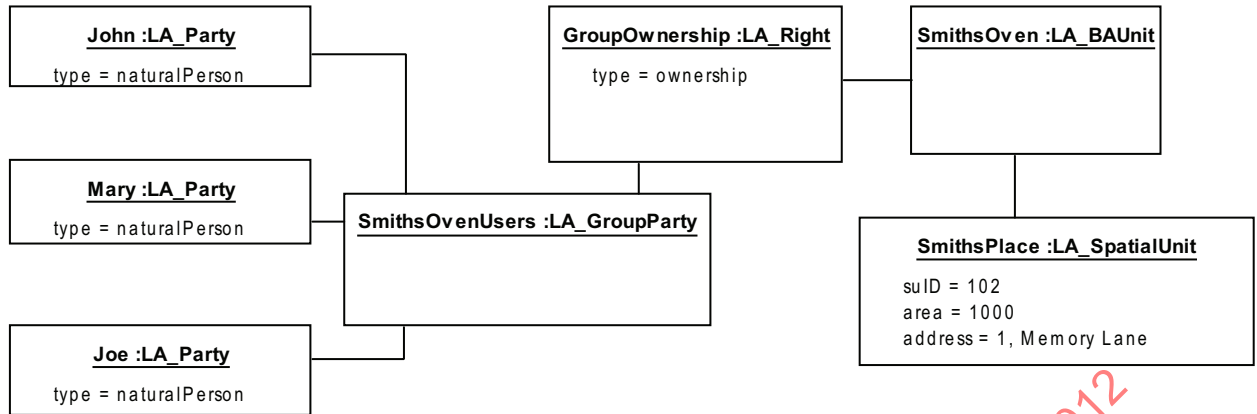 John :LA_Party
type = naturalPerson
Mary :LA_Party
type = naturalPerson
Joe :LA_Party
type = naturalPerson
SmithsOvenUsers :LA_GroupParty
GroupOwnership :LA_Right
type = ownership
SmithsOven :LA_BAUnit
SmithsPlace :LA_SpatialUnit
suID = 102
area = 1000
address = 1, Memory Lane